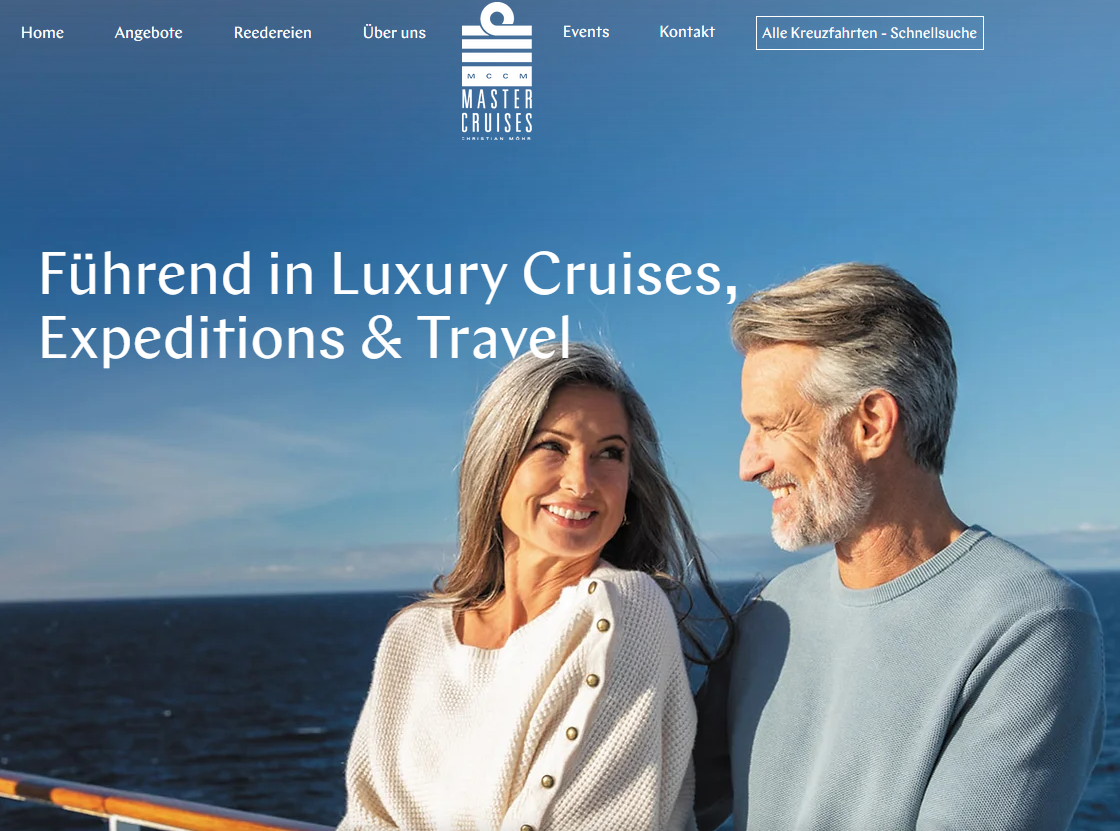 Home
Angebote
Reedereien
Über uns
MCCM
MASTER
CRUISES
CHRISTIAN MÖHR
Events
Kontakt
Alle Kreuzfahrten - Schnellsuche
Führend in Luxury Cruises,
Expeditions & Travel